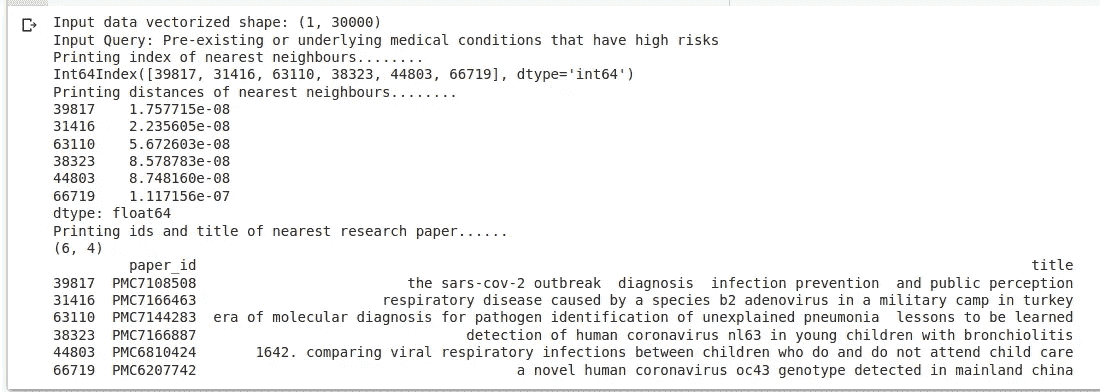 Input data vectorized shape: (1, 30000)
Input Query: Pre-existing or underlying medical conditions that have high risks
Printing index of nearest neighbours........
Int64Index([39817, 31416, 63110, 38323, 44803, 66719], dtype='int64')
Printing distances of nearest neighbours........
39817    1.757715e-08
31416    2.235605e-08
63110    5.672603e-08
38323    8.578783e-08
44803    8.748160e-08
66719    1.117156e-07
dtype: float64
Printing ids and title of nearest research paper......
(6, 4)
paper_id title
39817 PMC7108508 the sars-cov-2 outbreak  diagnosis  infection prevention  and public perception
31416 PMC7166463 respiratory disease caused by a species b2 adenovirus in a military camp in turkey
63110 PMC7144283 era of molecular diagnosis for pathogen identification of unexplained pneumonia  lessons to be learned
38323 PMC7166887 detection of human coronavirus nl63 in young children with bronchiolitis
44803 PMC6810424 1642. comparing viral respiratory infections between children who do and do not attend child care
66719 PMC6207742 a novel human coronavirus oc43 genotype detected in mainland china